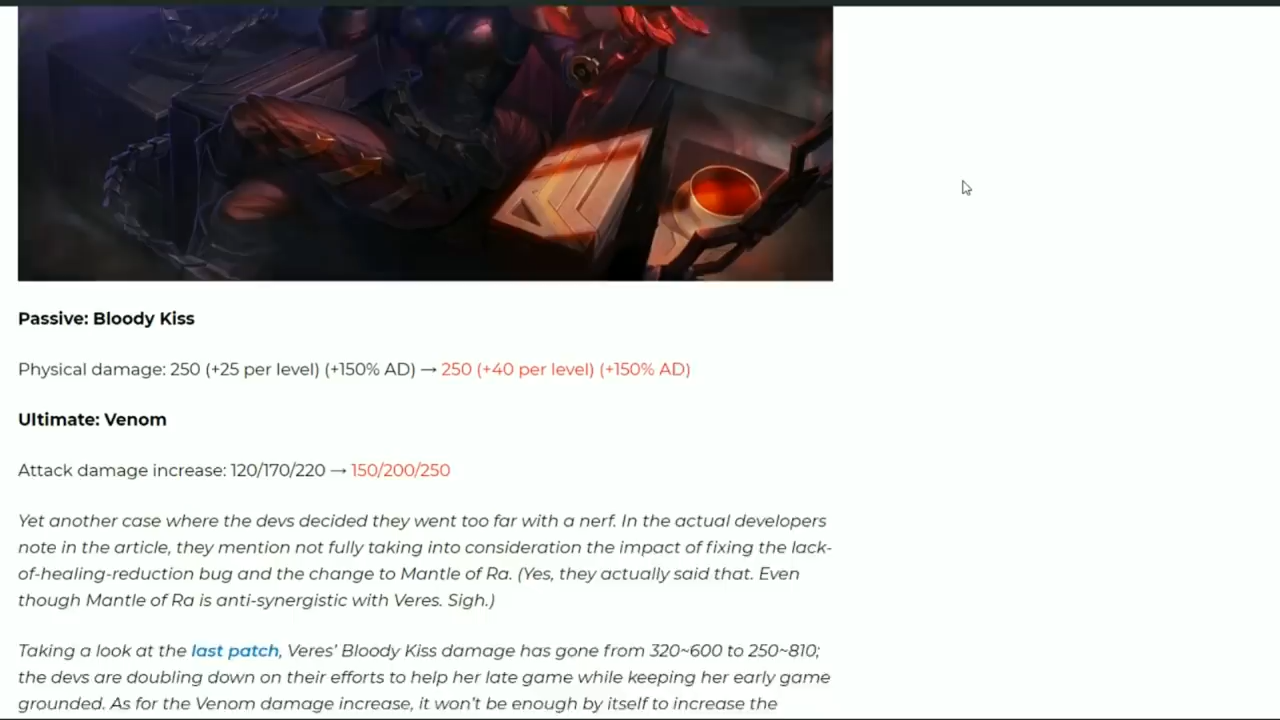 Passive: Bloody Kiss
Physical damage: 250 (+25 per level) (+150% AD) → 250 (+40 per level) (+150% AD)
Ultimate: Venom
Attack damage increase: 120/170/220 → 150/200/250
Yet another case where the devs decided they went too far with a nerf. In the actual developers
note in the article, they mention not fully taking into consideration the impact of fixing the lack-
of-healing-reduction bug and the change to Mantle of Ra. (Yes, they actually said that. Even
though Mantle of Ra is anti-synergistic with Veres. Sigh.)
Taking a look at the last patch, Veres’ Bloody Kiss damage has gone from 320~600 to 250~810;
the devs are doubling down on their efforts to help her late game while keeping her early game
grounded. As for the Venom damage increase, it won’t be enough by itself to increase the